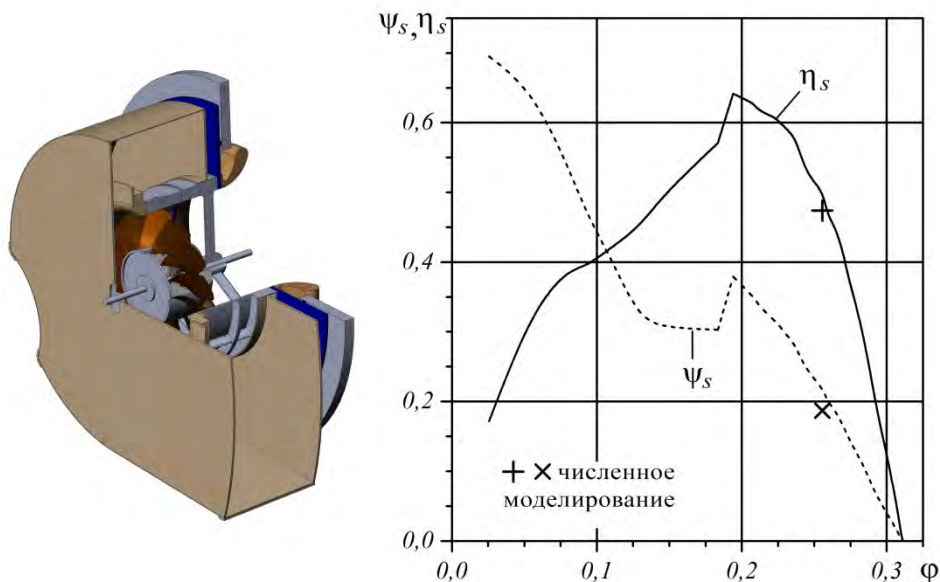 ψs,ηs
ηs
0,6
0,4
ψs
0,2
+ × численное
моделирование
0,0
0,0 0,1 0,2 0,3 φ